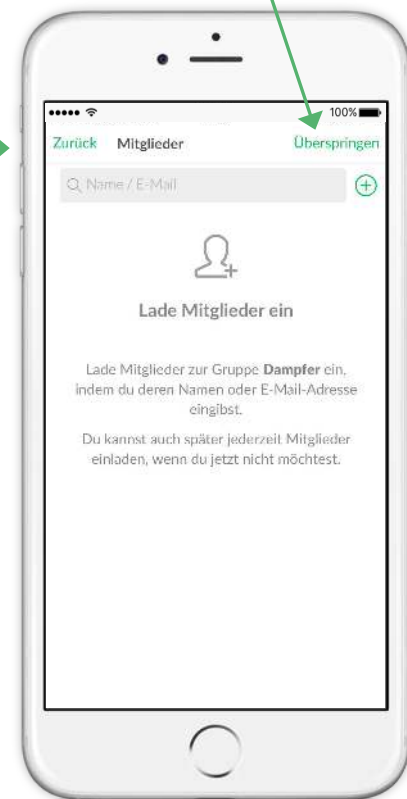 100%
Zurück Mitglieder Überspringen
Name / E-Mail
Lade Mitglieder ein
Lade Mitglieder zur Gruppe Dampfer ein,
indem du deren Namen oder E-Mail-Adresse
eingibst.
Du kannst auch später jederzeit Mitglieder
einladen, wenn du jetzt nicht möchtest.